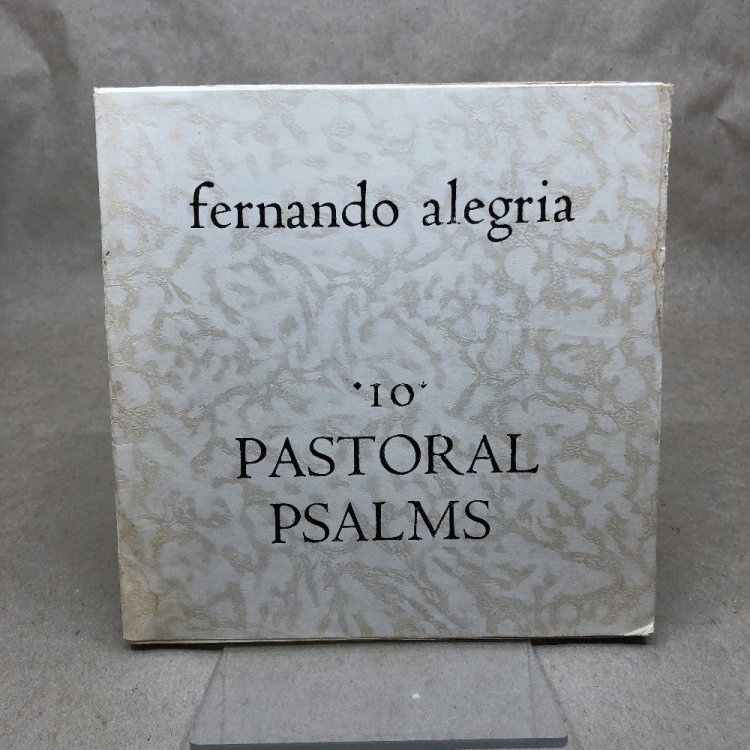 fernando alegria
·10·
PASTORAL
PSALMS